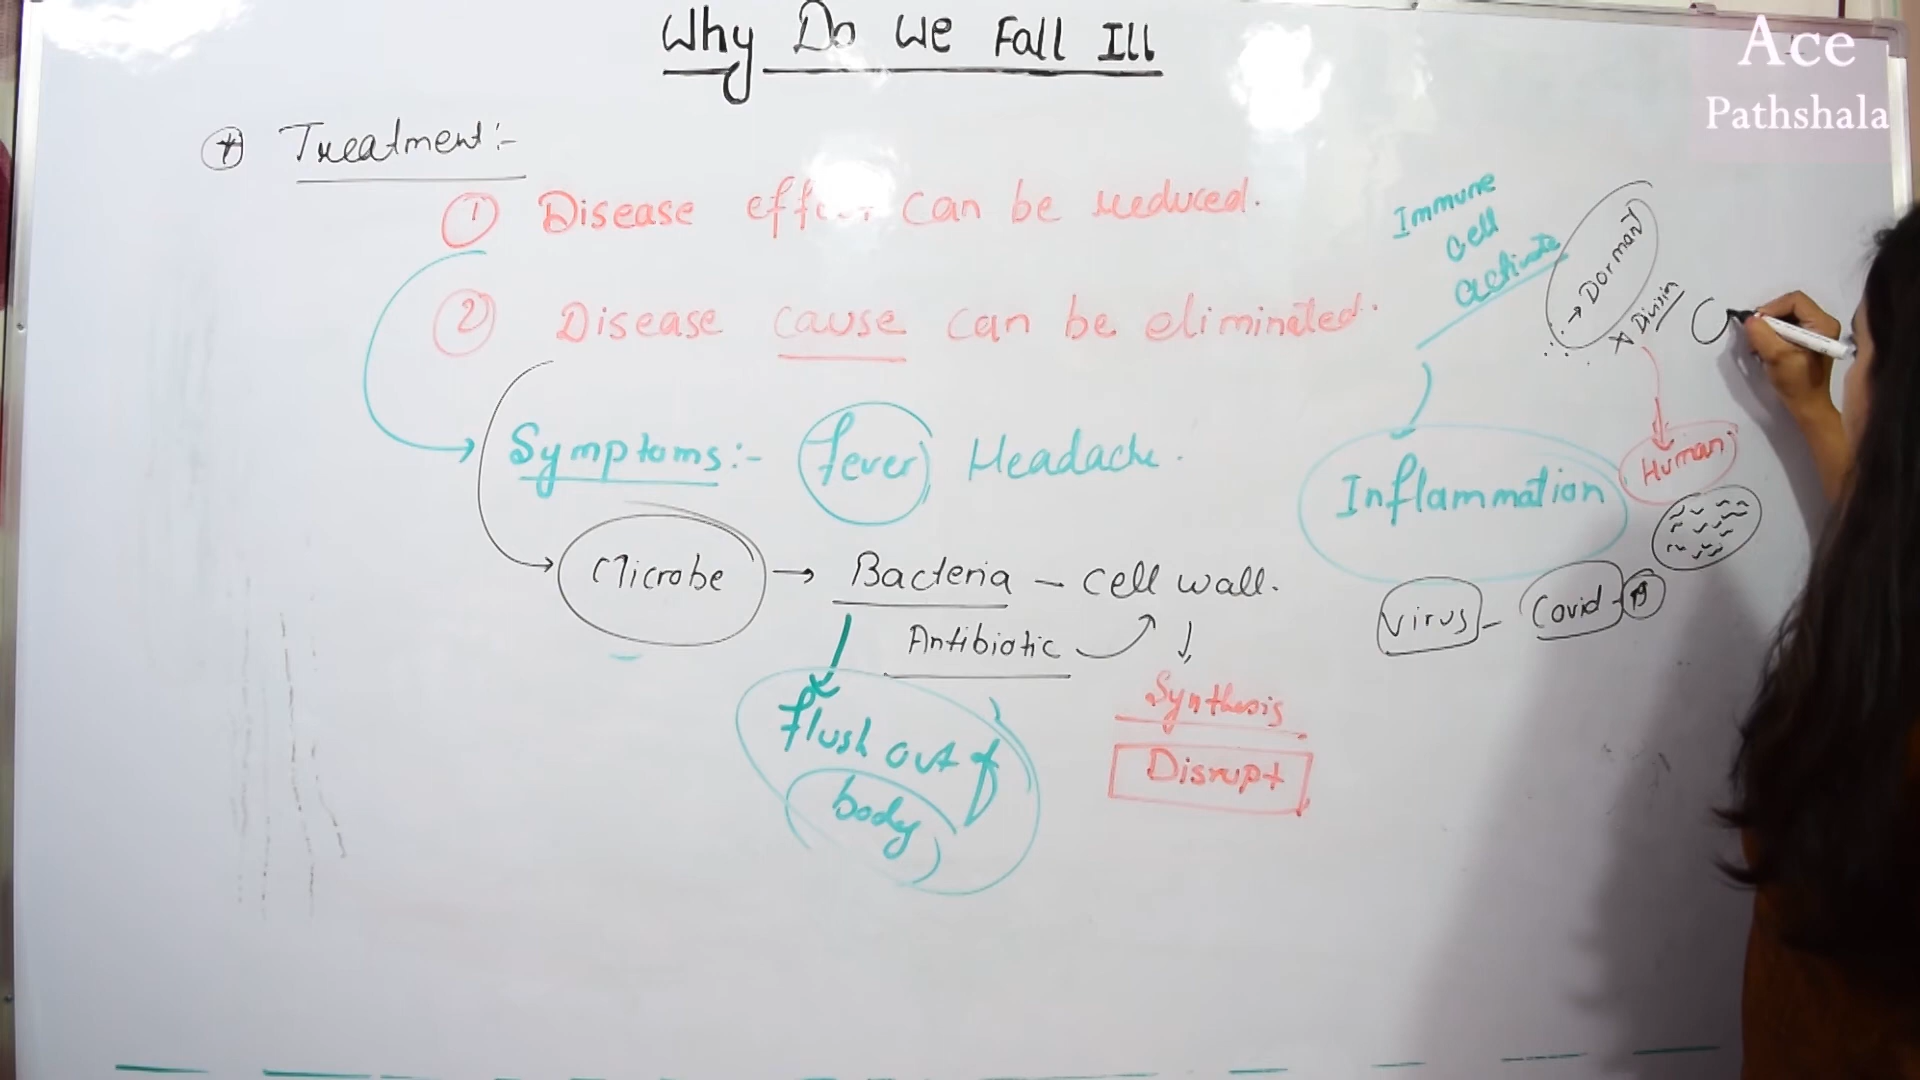 Why Do We Fall Ill
Ace
Pathshala
* Treatment:-
① Disease effect can be reduced.
② Disease cause can be eliminated.
Symptoms:- fever Headache.
Microbe → Bacteria - cell wall.
Antibiotic
Synthesis
Disrupt
flush out of
body
Immune
cell
activate
→ Dormant
x Division
Human
Inflammation
Virus - Covid-19